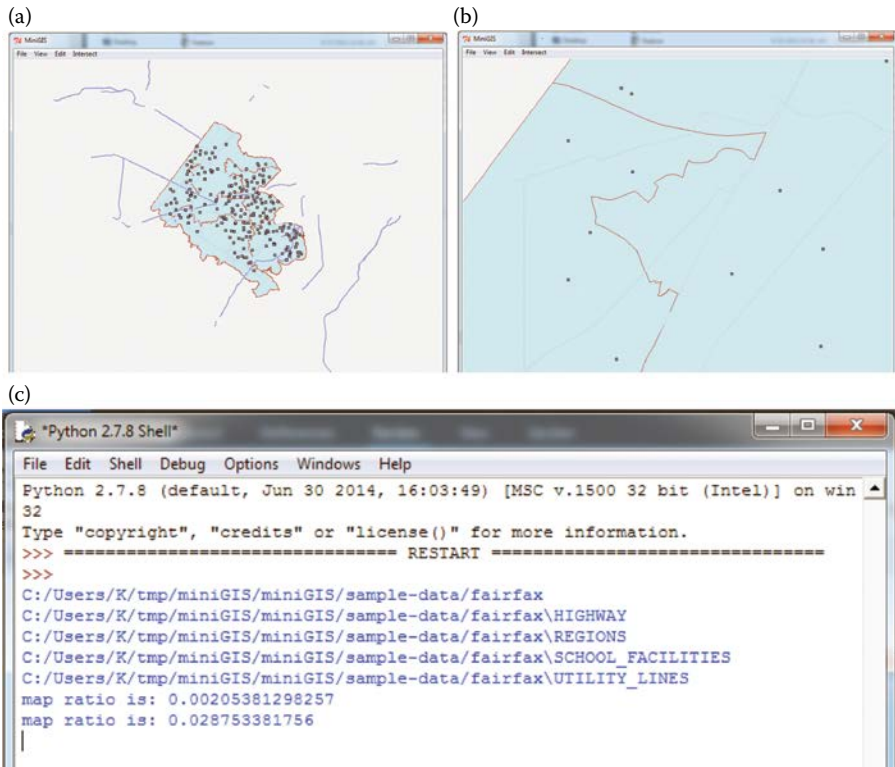 (a)
(b)
MiniGIS
File View Edit Intersect
MiniGIS
File View Edit Intersect
(c)
*Python 2.7.8 Shell*
File Edit Shell Debug Options Windows Help
Python 2.7.8 (default, Jun 30 2014, 16:03:49) [MSC v.1500 32 bit (Intel)] on win
32
Type "copyright", "credits" or "license()" for more information.
>>> ================================ RESTART ================================
>>>
C:/Users/K/tmp/miniGIS/miniGIS/sample-data/fairfax
C:/Users/K/tmp/miniGIS/miniGIS/sample-data/fairfax\HIGHWAY
C:/Users/K/tmp/miniGIS/miniGIS/sample-data/fairfax\REGIONS
C:/Users/K/tmp/miniGIS/miniGIS/sample-data/fairfax\SCHOOL_FACILITIES
C:/Users/K/tmp/miniGIS/miniGIS/sample-data/fairfax\UTILITY_LINES
map ratio is: 0.00205381298257
map ratio is: 0.028753381756